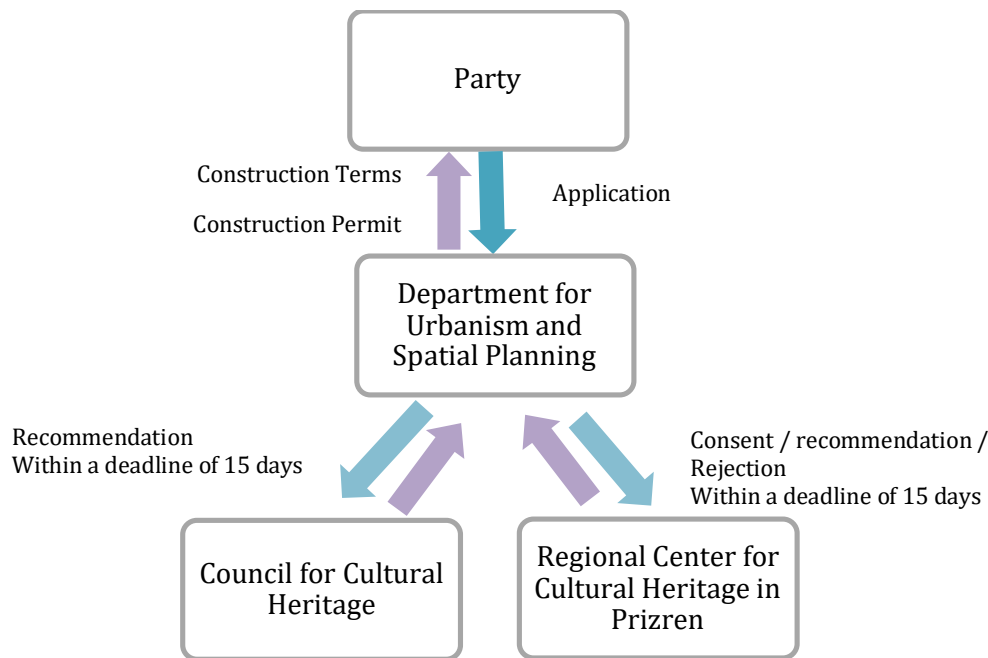 Party
Construction Terms
Construction Permit
Application
Department for
Urbanism and
Spatial Planning
Recommendation
Within a deadline of 15 days
Consent / recommendation /
Rejection
Within a deadline of 15 days
Council for Cultural
Heritage
Regional Center for
Cultural Heritage in
Prizren